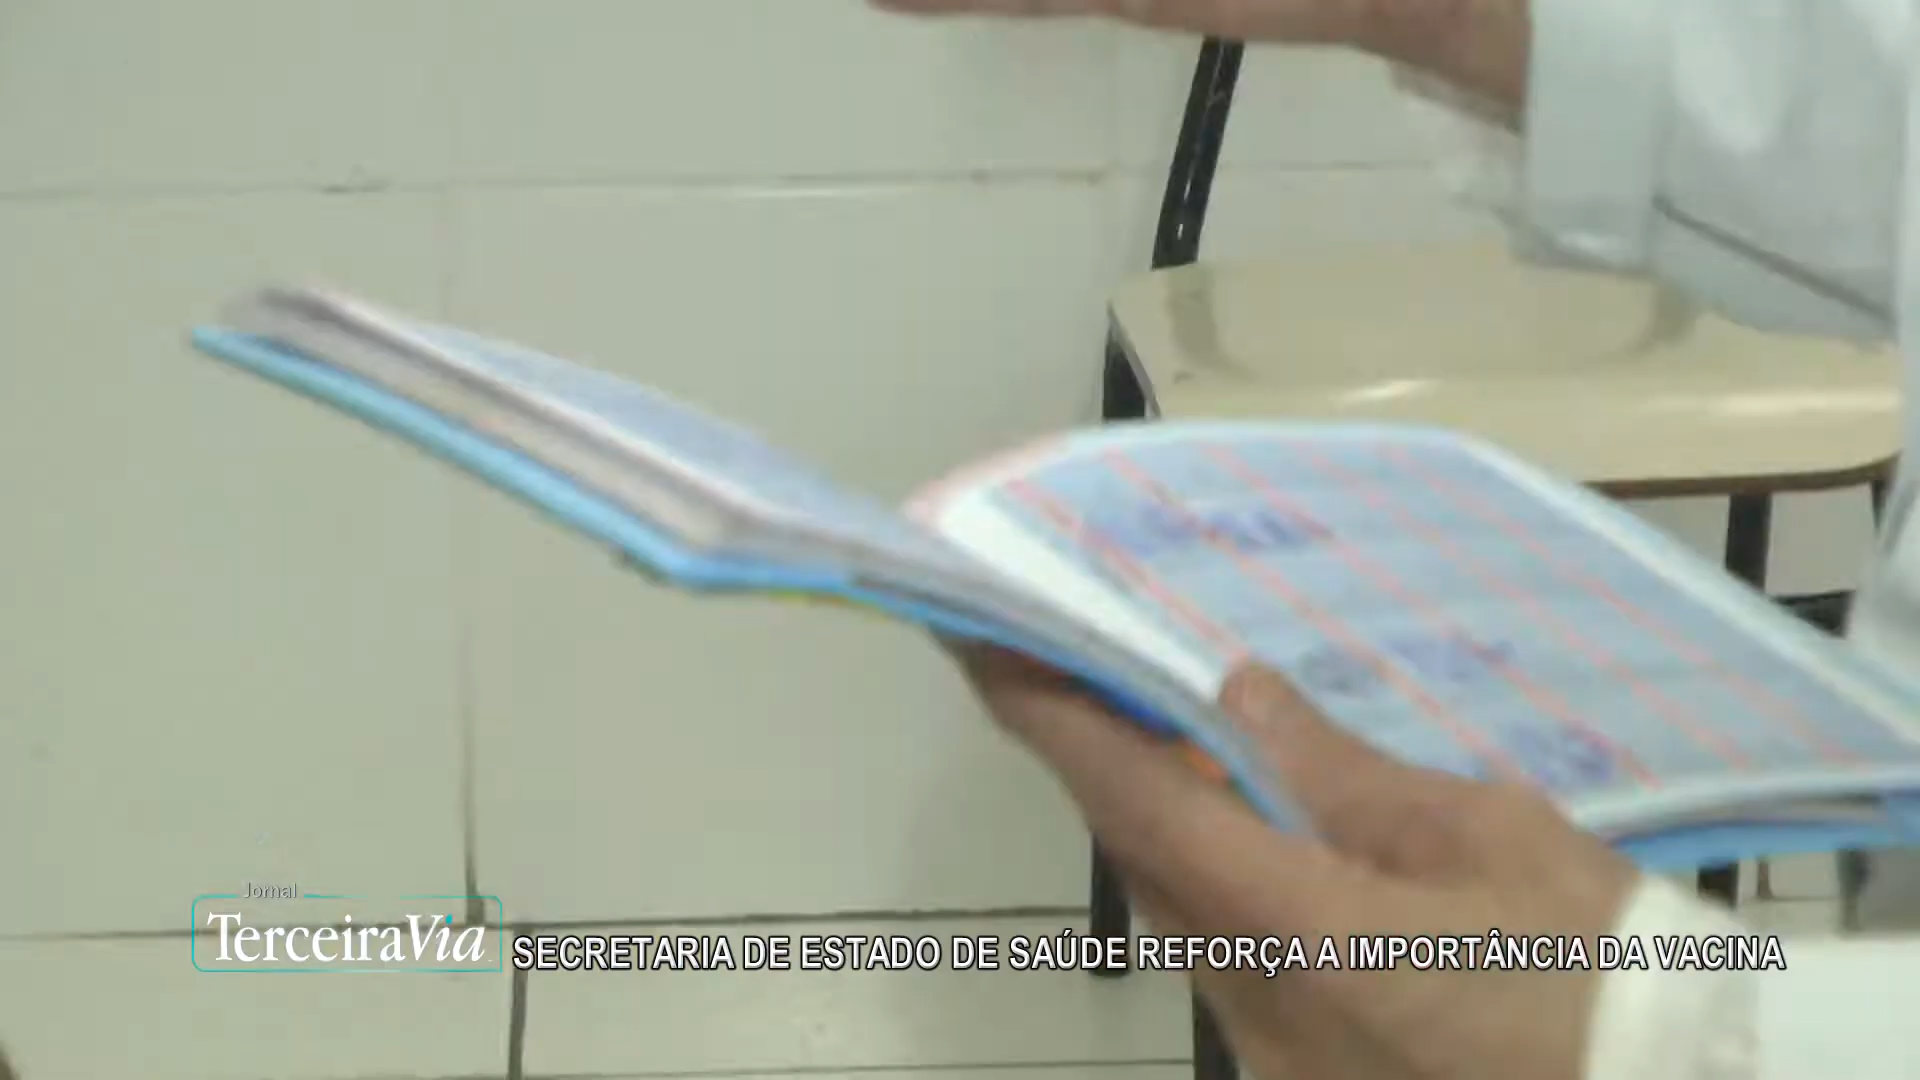 Jornal
TerceiraVia
SECRETARIA DE ESTADO DE SAÚDE REFORÇA A IMPORTÂNCIA DA VACINA